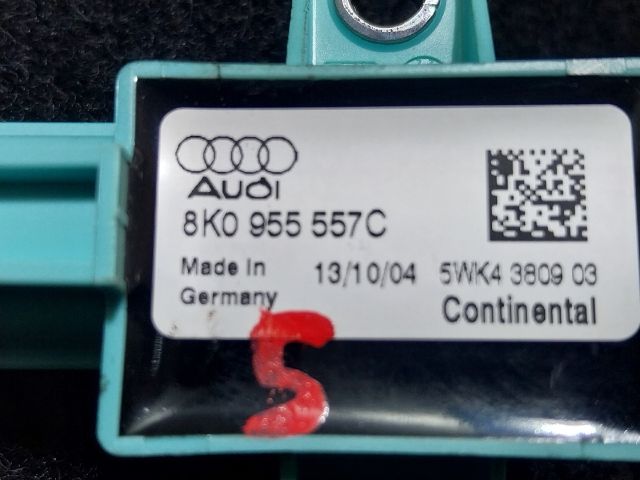 Audi
8K0 955 557C
Made In Germany
13/10/04
5WK4 3809 03
Continental
5